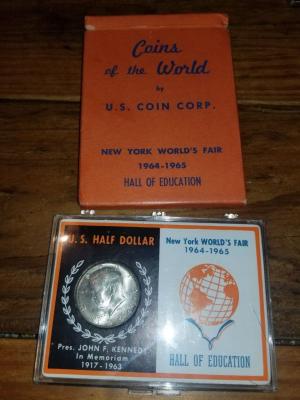 Coins
of the World
by
U.S. COIN CORP.
NEW YORK WORLD'S FAIR
1964-1965
HALL OF EDUCATION
U.S. HALF DOLLAR
Pres. JOHN F. KENNEDY
In Memoriam
1917-1963
New York WORLD'S FAIR
1964-1965
HALL OF EDUCATION